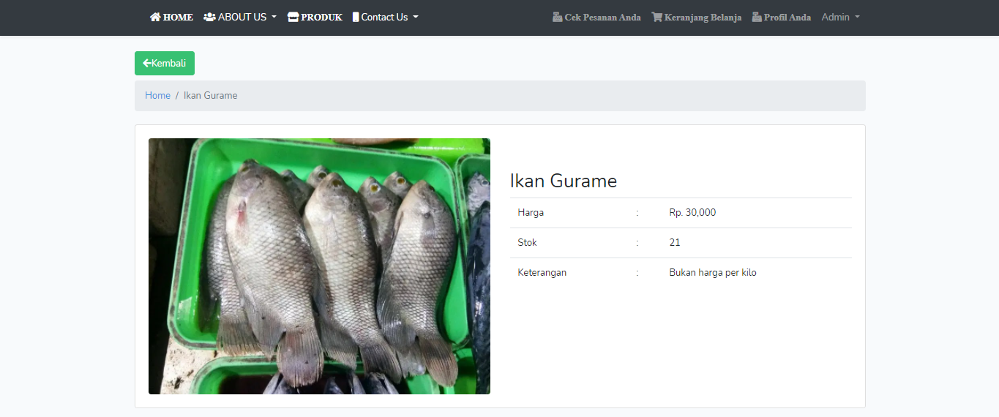 HOME ABOUT US PRODUK Contact Us Cek Pesanan Anda Keranjang Belanja Profil Anda Admin
Kembali
Home / Ikan Gurame
Ikan Gurame
Harga : Rp. 30,000
Stok : 21
Keterangan : Bukan harga per kilo